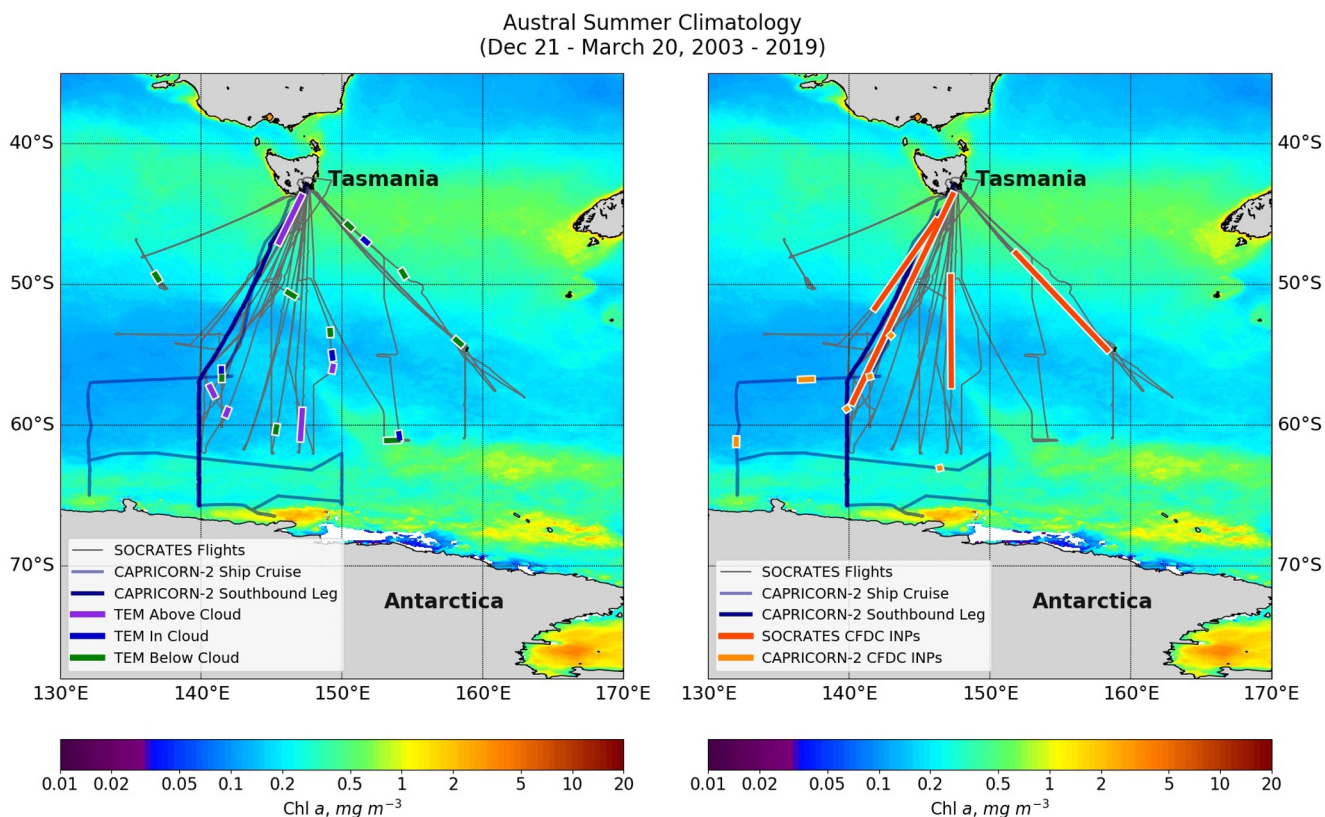 Austral Summer Climatology
(Dec 21 - March 20, 2003 - 2019)
40°S
50°S
60°S
70°S
Tasmania
Antarctica
SOCRATES Flights
CAPRICORN-2 Ship Cruise
CAPRICORN-2 Southbound Leg
TEM Above Cloud
TEM In Cloud
TEM Below Cloud
130°E 140°E 150°E 160°E 170°E
0.01 0.02 0.05 0.1 0.2 0.5 1 2 5 10 20
Chl a, mg m⁻³
Tasmania
Antarctica
40°S
50°S
60°S
70°S
SOCRATES Flights
CAPRICORN-2 Ship Cruise
CAPRICORN-2 Southbound Leg
SOCRATES CFDC INPs
CAPRICORN-2 CFDC INPs
130°E 140°E 150°E 160°E 170°E
0.01 0.02 0.05 0.1 0.2 0.5 1 2 5 10 20
Chl a, mg m⁻³